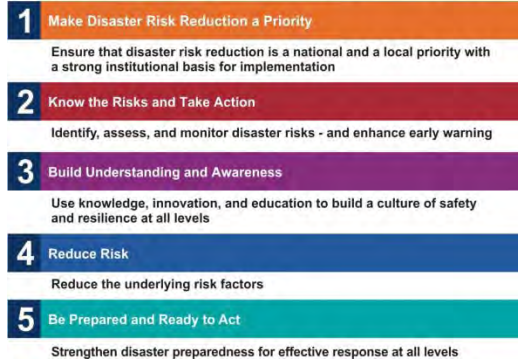 1 Make Disaster Risk Reduction a Priority
Ensure that disaster risk reduction is a national and a local priority with
a strong institutional basis for implementation
2 Know the Risks and Take Action
Identify, assess, and monitor disaster risks - and enhance early warning
3 Build Understanding and Awareness
Use knowledge, innovation, and education to build a culture of safety
and resilience at all levels
4 Reduce Risk
Reduce the underlying risk factors
5 Be Prepared and Ready to Act
Strengthen disaster preparedness for effective response at all levels